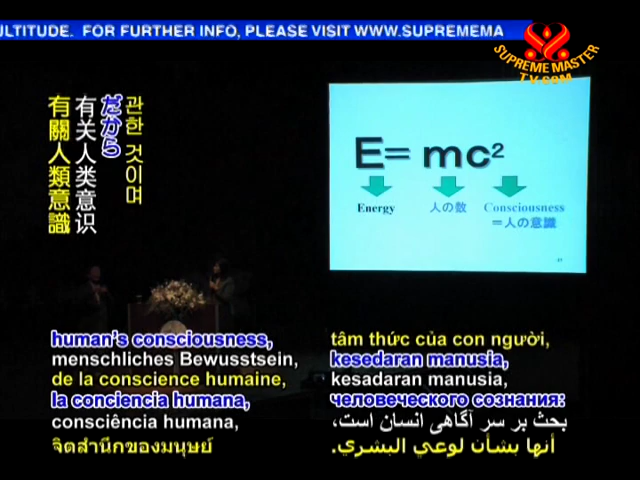 ULTITUDE. FOR FURTHER INFO, PLEASE VISIT WWW.SUPREMEMA
SUPREME MASTER
TV.COM
관한 것이며
だから
有关人类意识
有關人類意識
E= mc²
Energy
人の数
Consciousness
＝人の意識
human's consciousness,
menschliches Bewusstsein,
de la conscience humaine,
la conciencia humana,
consciência humana,
จิตสำนึกของมนุษย์
tâm thức của con người,
kesedaran manusia,
kesadaran manusia,
человеческого сознания:
بحث بر سر آگاهی انسان است،
أنها بشأن لوعي البشري.